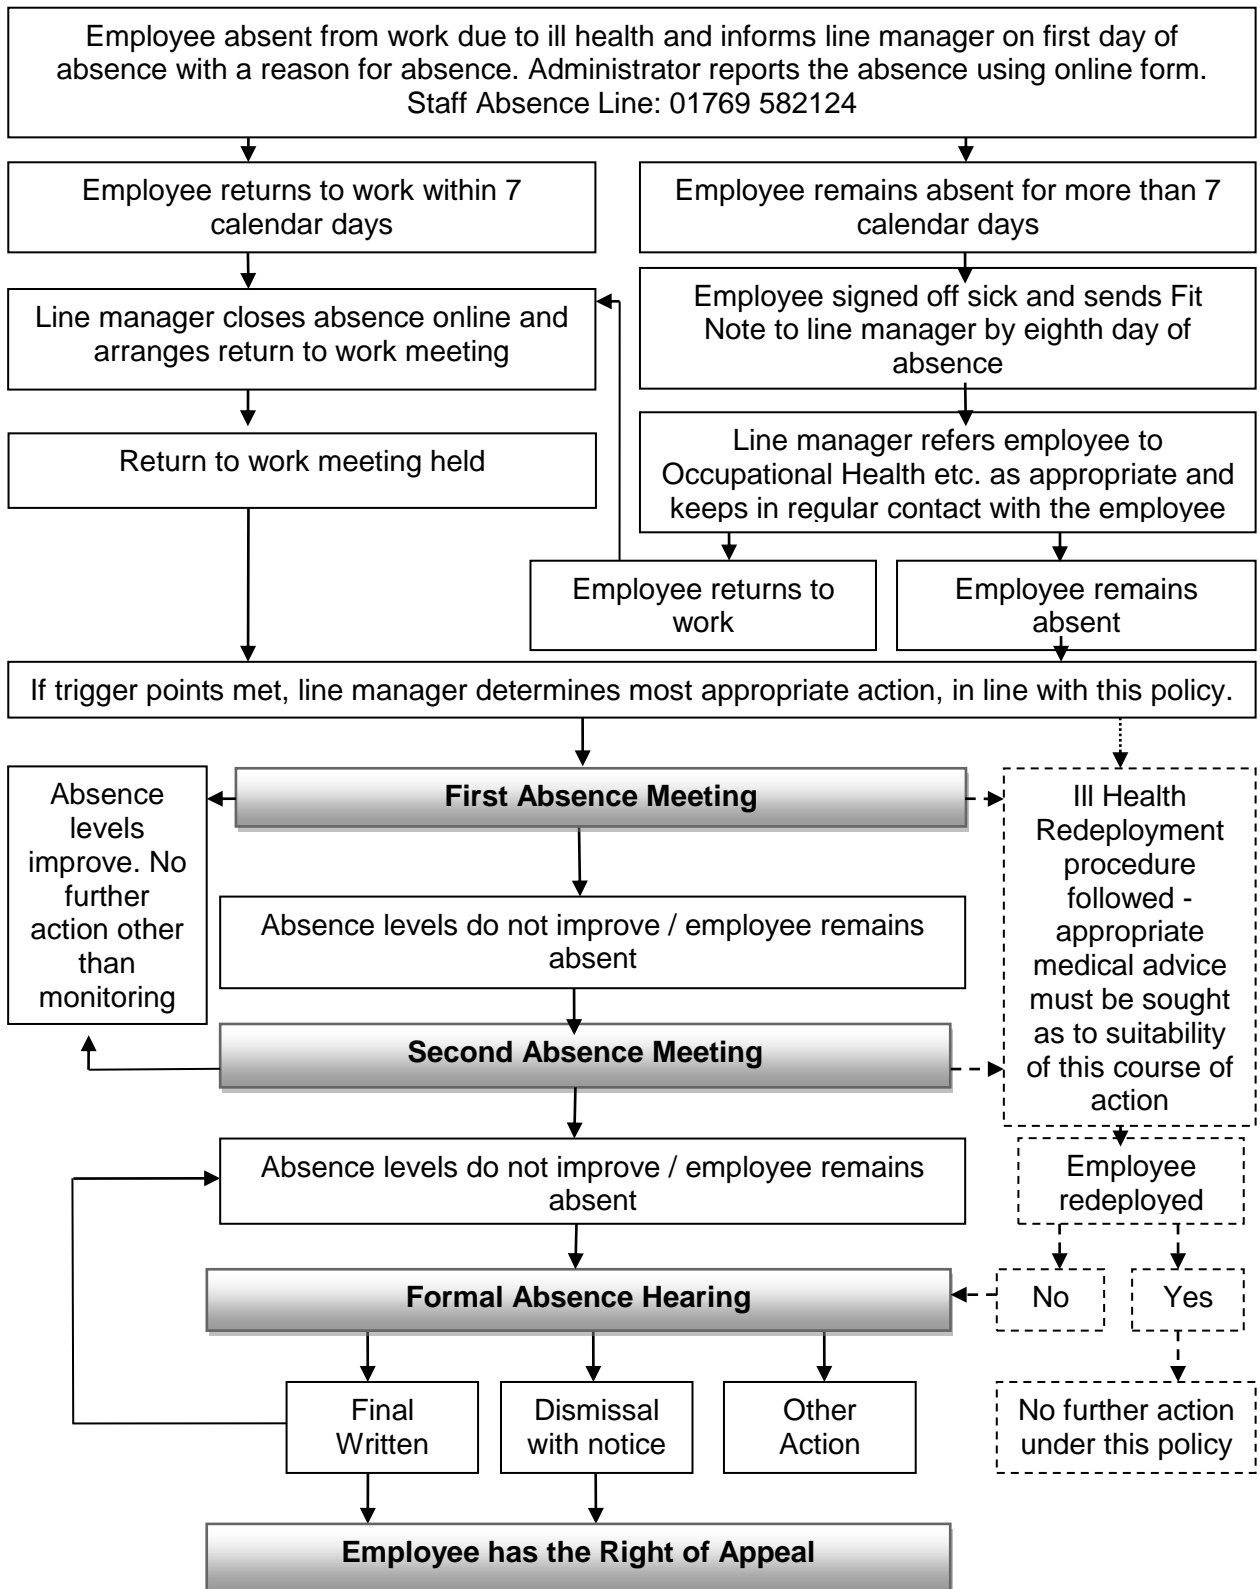 Employee absent from work due to ill health and informs line manager on first day of
absence with a reason for absence. Administrator reports the absence using online form.
Staff Absence Line: 01769 582124
Employee returns to work within 7
calendar days
Employee remains absent for more than 7
calendar days
Line manager closes absence online and
arranges return to work meeting
Employee signed off sick and sends Fit
Note to line manager by eighth day of
absence
Return to work meeting held
Line manager refers employee to
Occupational Health etc. as appropriate and
keeps in regular contact with the employee
Employee returns to
work
Employee remains
absent
If trigger points met, line manager determines most appropriate action, in line with this policy.
First Absence Meeting
Absence
levels
improve. No
further
action other
than
monitoring
Ill Health
Redeployment
procedure
followed -
appropriate
medical advice
must be sought
as to suitability
of this course of
action
Absence levels do not improve / employee remains
absent
Second Absence Meeting
Absence levels do not improve / employee remains
absent
Employee
redeployed
Formal Absence Hearing
No
Yes
Final
Written
Dismissal
with notice
Other
Action
No further action
under this policy
Employee has the Right of Appeal